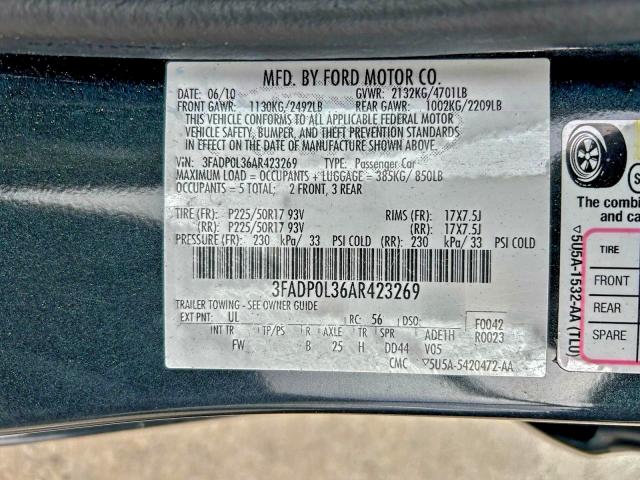 MFD. BY FORD MOTOR CO.
DATE: 06/10 GVWR: 2132KG/4701LB
FRONT GAWR: 1130KG/2492LB REAR GAWR: 1002KG/2209LB
THIS VEHICLE CONFORMS TO ALL APPLICABLE FEDERAL MOTOR
VEHICLE SAFETY, BUMPER, AND THEFT PREVENTION STANDARDS
IN EFFECT ON THE DATE OF MANUFACTURE SHOWN ABOVE.
VIN: 3FADP0L36AR423269 TYPE: Passenger Car
MAXIMUM LOAD = OCCUPANTS + LUGGAGE = 385KG/ 850LB
OCCUPANTS = 5 TOTAL; 2 FRONT, 3 REAR
TIRE (FR): P225/50R17 93V RIMS (FR): 17X7.5J
(RR): P225/50R17 93V (RR): 17X7.5J
PRESSURE (FR): 230 kPa/ 33 PSI COLD (RR): 230 kPa/ 33 PSI COLD
3FADP0L36AR423269
TRAILER TOWING - SEE OWNER GUIDE
EXT PNT: UL RC: 56 DSO: F0042
INT TR TP/PS R AXLE TR SPR ADETH R0023
FW B 25 H DD44 V05
CMC ▽5U5A-5420472-AA
The combin
and ca
▽5U5A-1532-AA (TL0)
TIRE
FRONT
REAR
SPARE